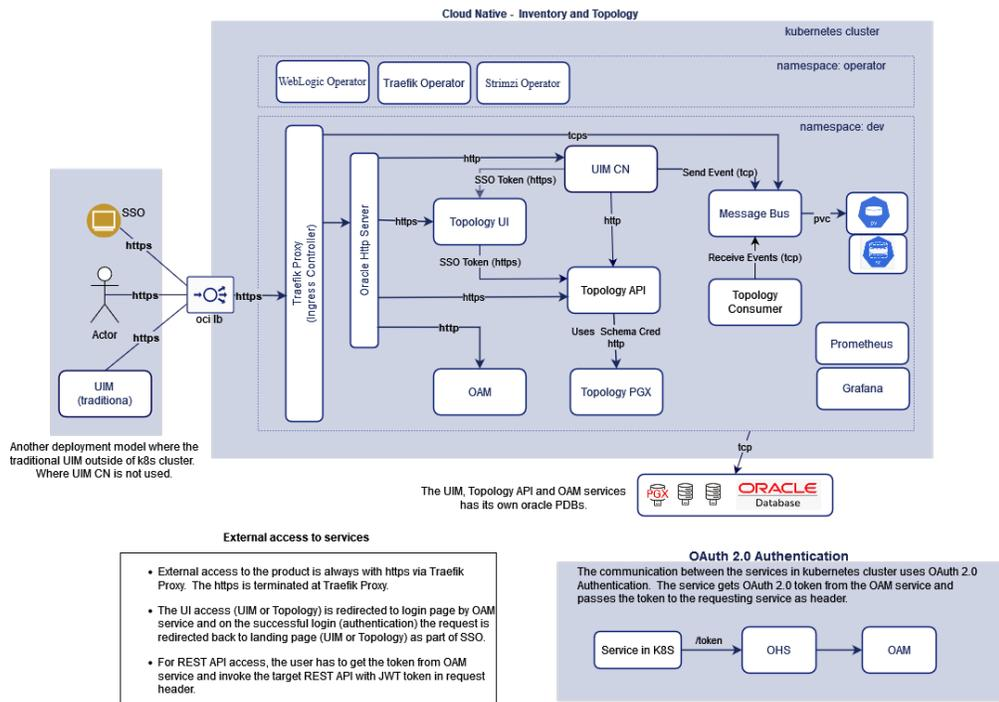 Cloud Native - Inventory and Topology
kubernetes cluster
namespace: operator
WebLogic Operator
Traefik Operator
Strimzi Operator
namespace: dev
tcps
http
UIM CN
SSO Token (https)
Send Event (tcp)
SSO
https
https
Topology UI
http
Message Bus
pvc
pv
Traefik Proxy
(Ingress Controller)
Oracle Http Server
SSO Token (https)
Receive Events (tcp)
https
https
https
Topology API
Topology
Consumer
oci lb
Actor
https
http
Uses Schema Cred
http
Prometheus
UIM
(traditiona)
OAM
Topology PGX
Grafana
Another deployment model where the
traditional UIM outside of k8s cluster.
Where UIM CN is not used.
tcp
The UIM, Topology API and OAM services
has its own oracle PDBs.
PGX
ORACLE
Database
External access to services
• External access to the product is always with https via Traefik
Proxy. The https is terminated at Traefik Proxy.
• The UI access (UIM or Topology) is redirected to login page by OAM
service and on the successful login (authentication) the request is
redirected back to landing page (UIM or Topology) as part of SSO.
• For REST API access, the user has to get the token from OAM
service and invoke the target REST API with JWT token in request
header.
OAuth 2.0 Authentication
The communication between the services in kubernetes cluster uses OAuth 2.0
Authentication. The service gets OAuth 2.0 token from the OAM service and
passes the token to the requesting service as header.
Service in K8S
/token
OHS
OAM